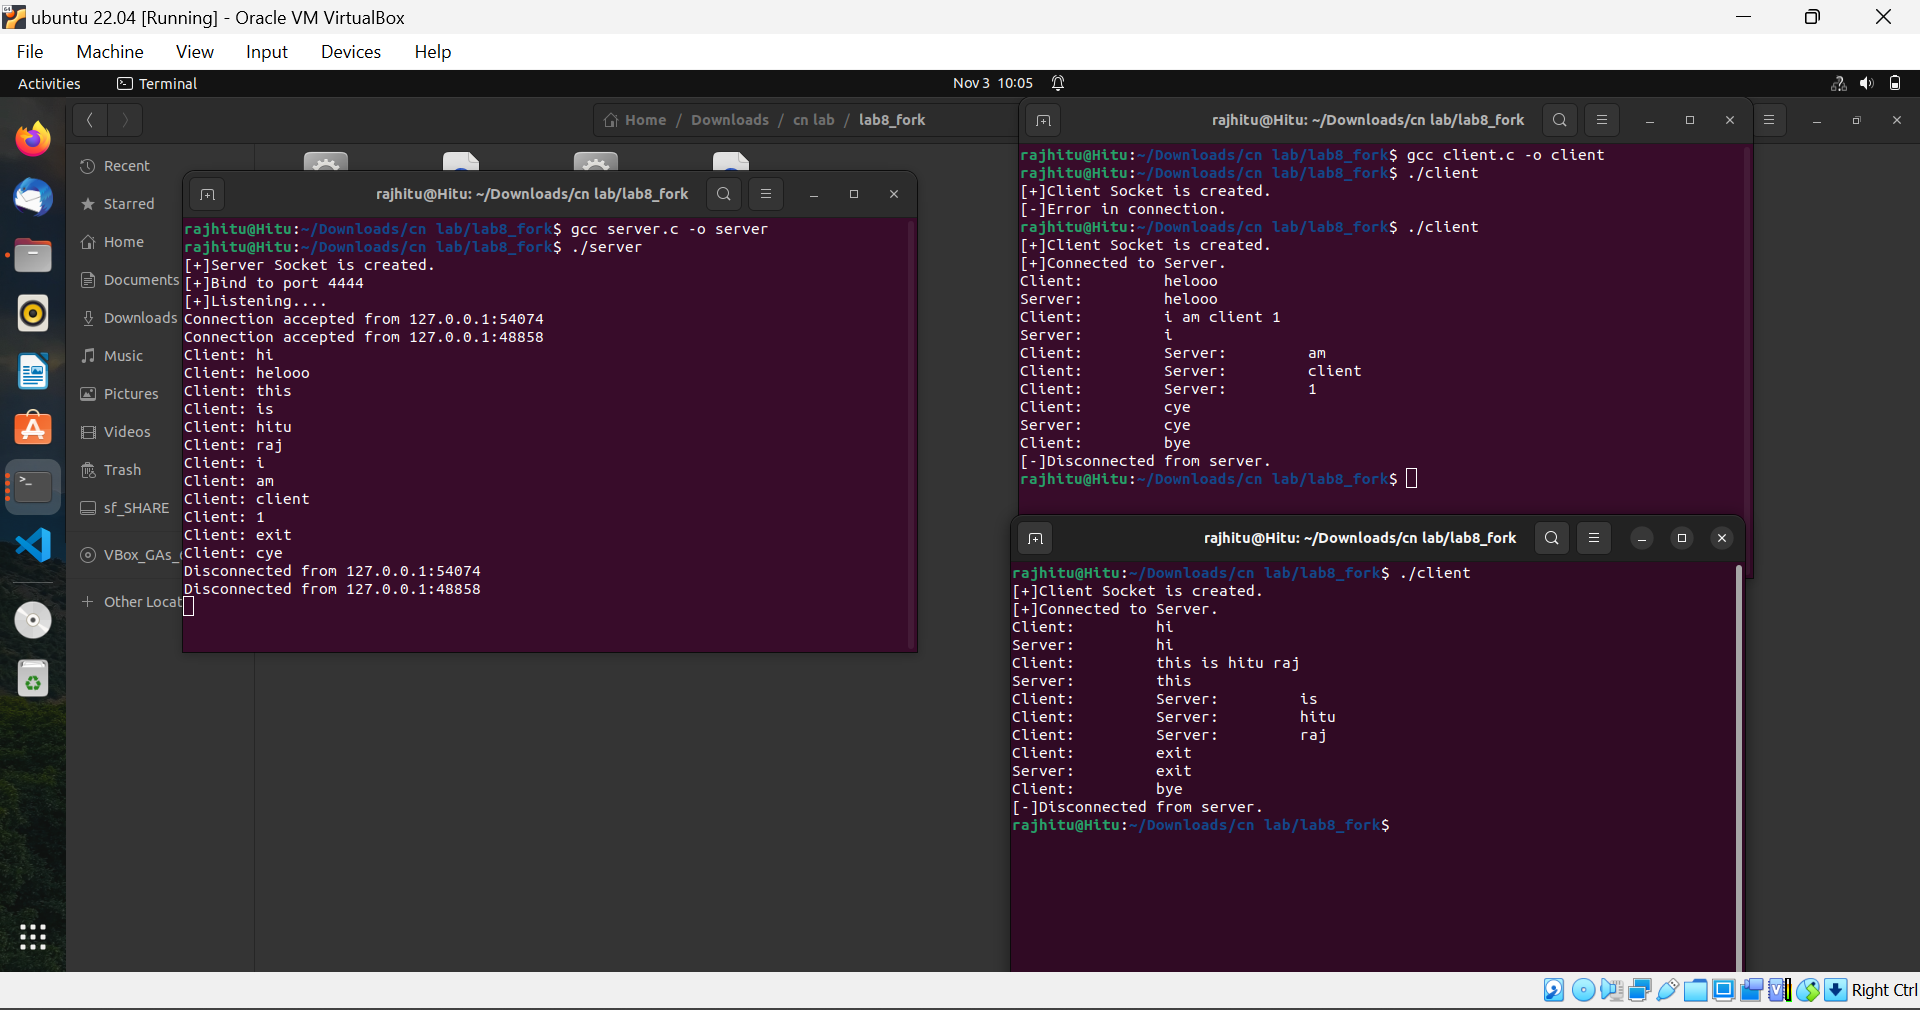 ubuntu 22.04 [Running] - Oracle VM VirtualBox
File Machine View Input Devices Help
Activities Terminal Nov 3 10:05
Home / Downloads / cn lab / lab8_fork
Recent
Starred
Home
Documents
Downloads
Music
Pictures
Videos
Trash
sf_SHARE
VBox_GAs_
+ Other Locat
rajhitu@Hitu: ~/Downloads/cn lab/lab8_fork
rajhitu@Hitu:~/Downloads/cn lab/lab8_fork$ gcc server.c -o server
rajhitu@Hitu:~/Downloads/cn lab/lab8_fork$ ./server
[+]Server Socket is created.
[+]Bind to port 4444
[+]Listening....
Connection accepted from 127.0.0.1:54074
Connection accepted from 127.0.0.1:48858
Client: hi
Client: helooo
Client: this
Client: is
Client: hitu
Client: raj
Client: i
Client: am
Client: client
Client: 1
Client: exit
Client: cye
Disconnected from 127.0.0.1:54074
Disconnected from 127.0.0.1:48858
rajhitu@Hitu: ~/Downloads/cn lab/lab8_fork
rajhitu@Hitu:~/Downloads/cn lab/lab8_fork$ gcc client.c -o client
rajhitu@Hitu:~/Downloads/cn lab/lab8_fork$ ./client
[+]Client Socket is created.
[-]Error in connection.
rajhitu@Hitu:~/Downloads/cn lab/lab8_fork$ ./client
[+]Client Socket is created.
[+]Connected to Server.
Client: helooo
Server: helooo
Client: i am client 1
Server: i
Client: Server: am
Client: Server: client
Client: Server: 1
Client: cye
Server: cye
Client: bye
[-]Disconnected from server.
rajhitu@Hitu:~/Downloads/cn lab/lab8_fork$
rajhitu@Hitu: ~/Downloads/cn lab/lab8_fork
rajhitu@Hitu:~/Downloads/cn lab/lab8_fork$ ./client
[+]Client Socket is created.
[+]Connected to Server.
Client: hi
Server: hi
Client: this is hitu raj
Server: this
Client: Server: is
Client: Server: hitu
Client: Server: raj
Client: exit
Server: exit
Client: bye
[-]Disconnected from server.
rajhitu@Hitu:~/Downloads/cn lab/lab8_fork$
Right Ctrl